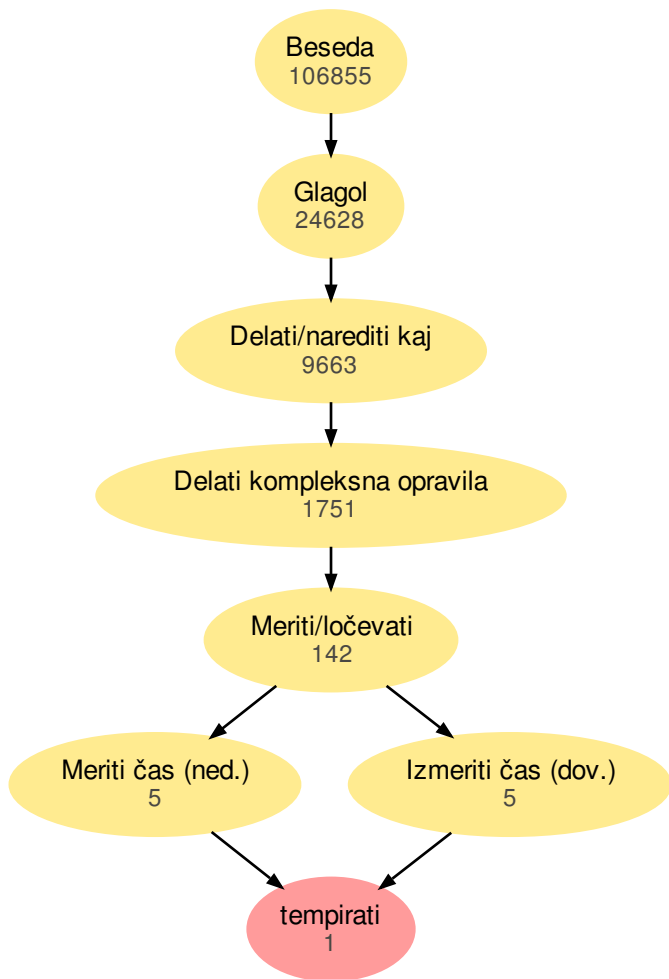 Beseda
106855
Glagol
24628
Delati/narediti kaj
9663
Delati kompleksna opravila
1751
Meriti/ločevati
142
Meriti čas (ned.)
5
Izmeriti čas (dov.)
5
tempirati
1